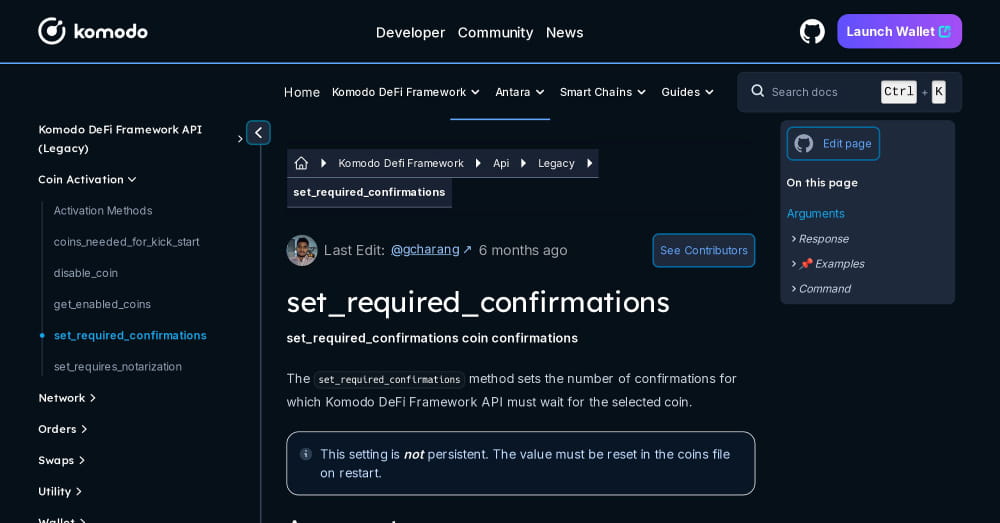 komodo
Developer Community News
Launch Wallet
Home Komodo DeFi Framework Antara Smart Chains Guides
Search docs Ctrl + K
Komodo DeFi Framework API
(Legacy)
Coin Activation
Activation Methods
coins_needed_for_kick_start
disable_coin
get_enabled_coins
set_required_confirmations
set_requires_notarization
Network
Orders
Swaps
Utility
Wallet
Komodo Defi Framework Api Legacy
set_required_confirmations
Last Edit: @gcharang ↗ 6 months ago
See Contributors
set_required_confirmations
set_required_confirmations coin confirmations
The set_required_confirmations method sets the number of confirmations for
which Komodo DeFi Framework API must wait for the selected coin.
This setting is not persistent. The value must be reset in the coins file
on restart.
Edit page
On this page
Arguments
Response
📌 Examples
Command